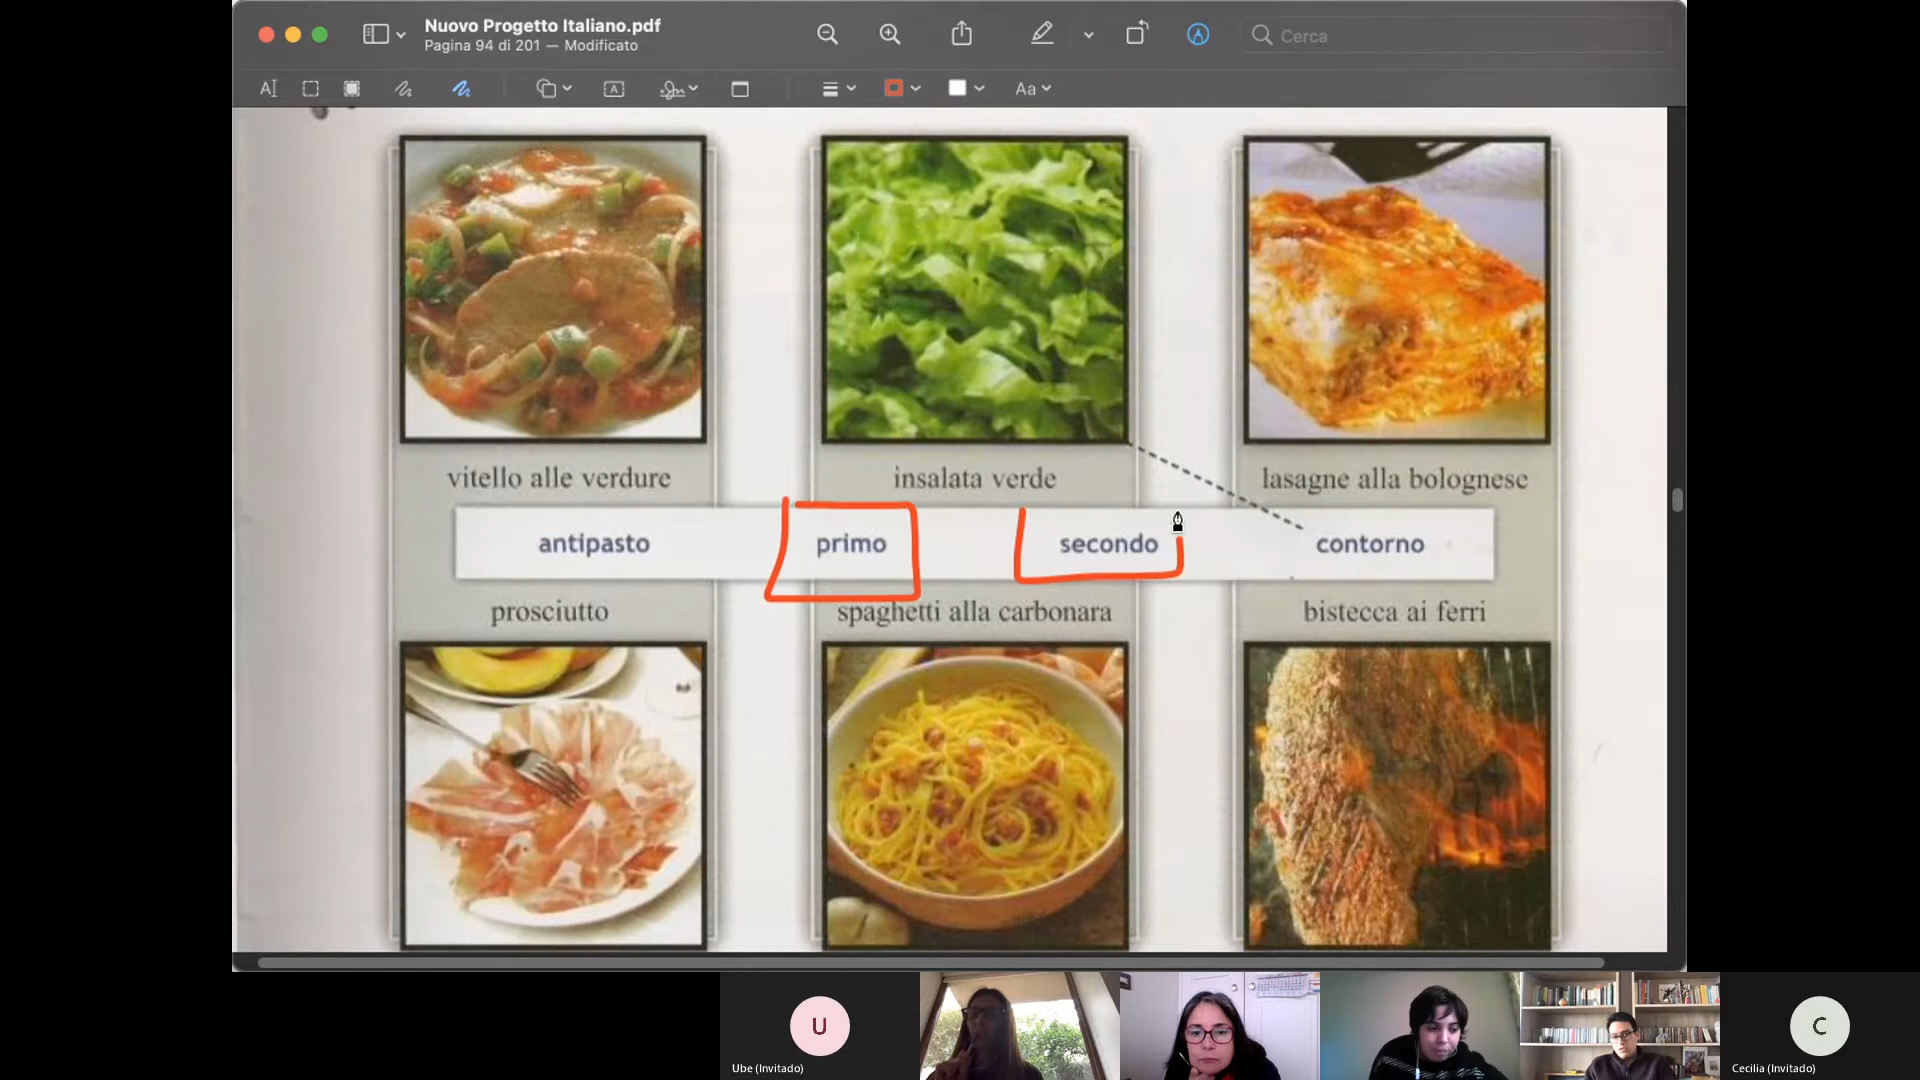 Nuovo Progetto Italiano.pdf
Pagina 94 di 201 — Modificato
Cerca
A
A
Aa
vitello alle verdure
insalata verde
lasagne alla bolognese
antipasto
primo
secondo
contorno
prosciutto
spaghetti alla carbonara
bistecca ai ferri
U
C
Ube (Invitado)
Cecilia (Invitado)